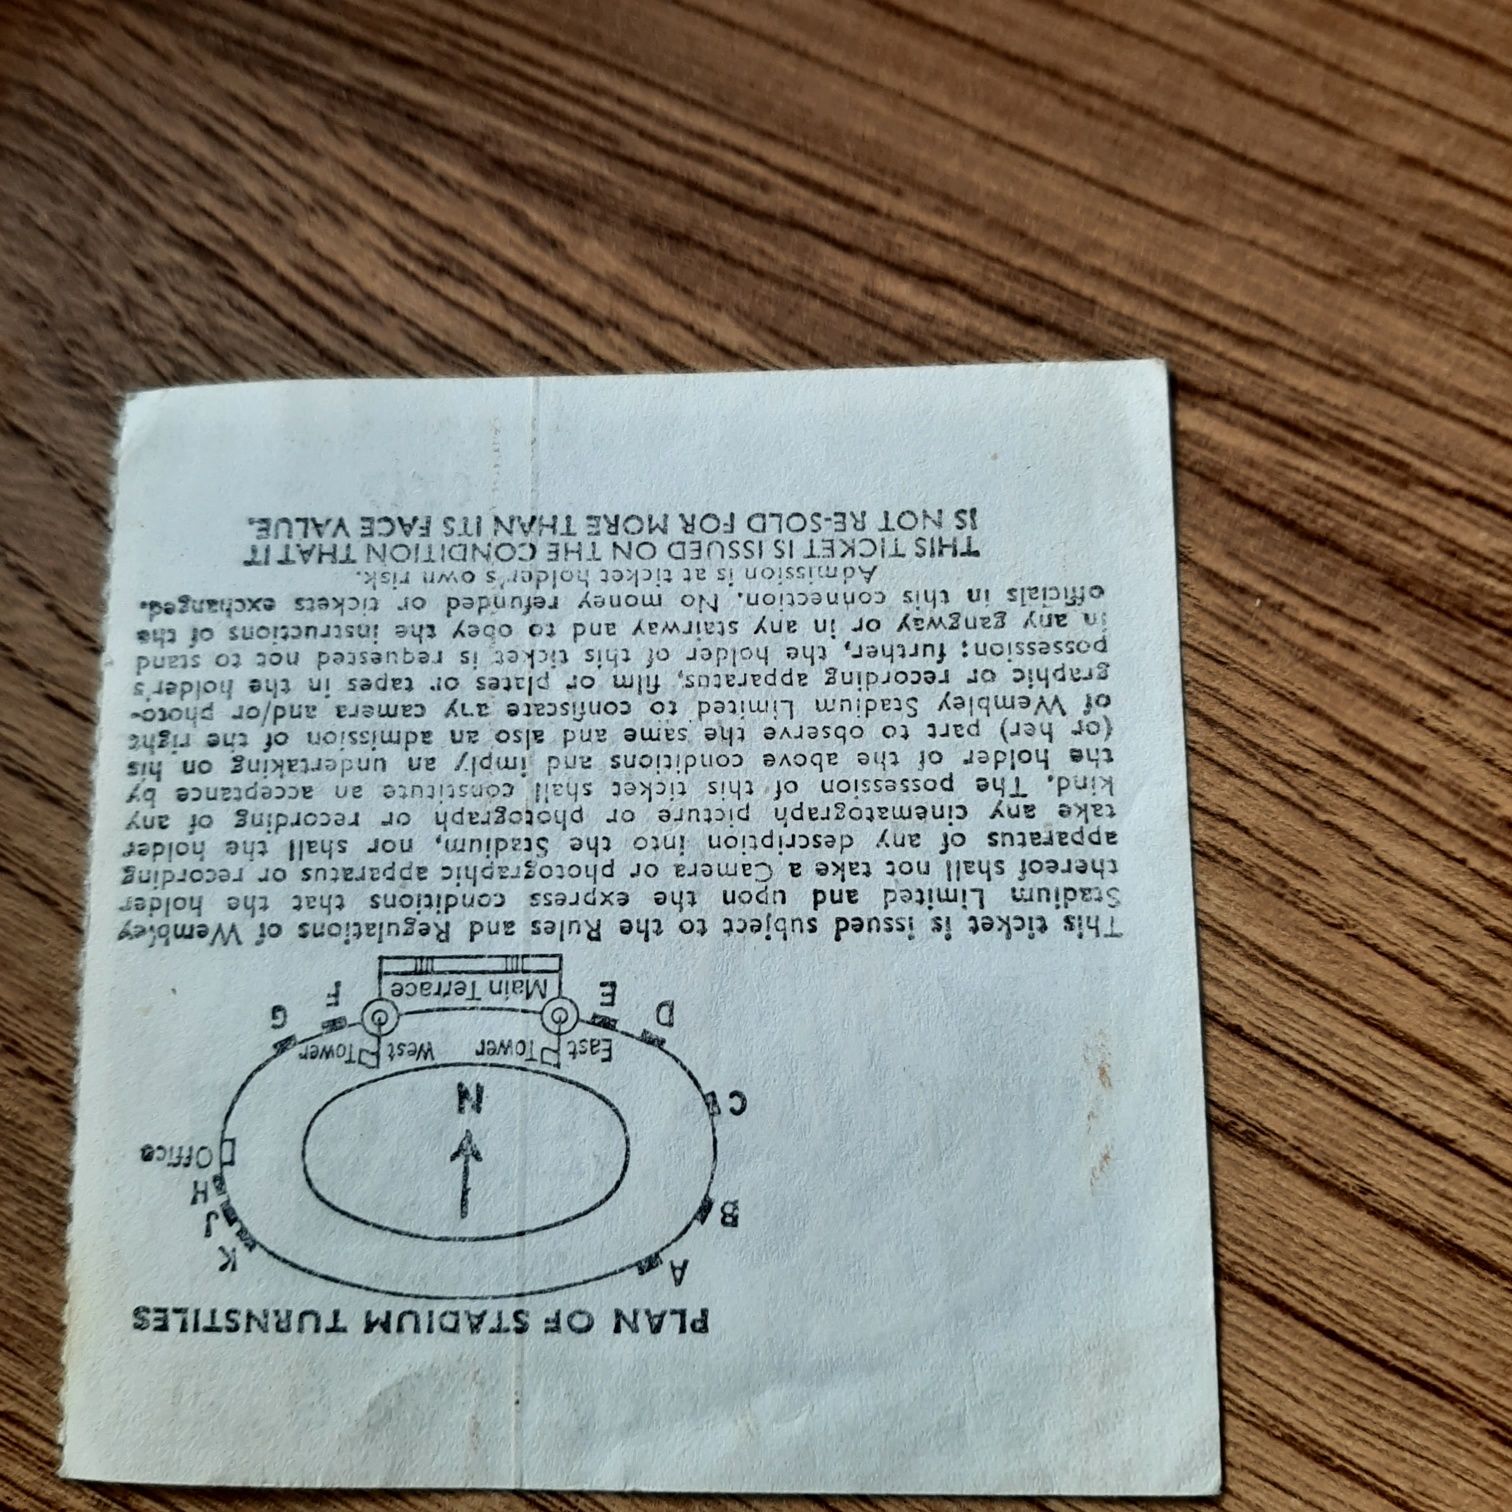 PLAN OF STADIUM TURNSTILES
A
K
B
J
H
Office
N
C
East Tower
West Tower
D
E
Main Terrace
F
G
This ticket is issued subject to the Rules and Regulations of Wembley
Stadium Limited and upon the express conditions that the holder
thereof shall not take a Camera or photographic apparatus or recording
apparatus of any description into the Stadium, nor shall the holder
take any cinematograph picture or photograph or recording of any
kind. The possession of this ticket shall constitute an acceptance by
the holder of the above conditions and imply an undertaking on his
(or her) part to observe the same and also an admission of the right
of Wembley Stadium Limited to confiscate any camera and/or photo-
graphic or recording apparatus, film or plates or tapes in the holder's
possession; further, the holder of this ticket is requested not to stand
in any gangway or in any stairway and to obey the instructions of the
officials in this connection. No money refunded or tickets exchanged.
Admission is at ticket holder's own risk.
THIS TICKET IS ISSUED ON THE CONDITION THAT IT
IS NOT RE-SOLD FOR MORE THAN ITS FACE VALUE.